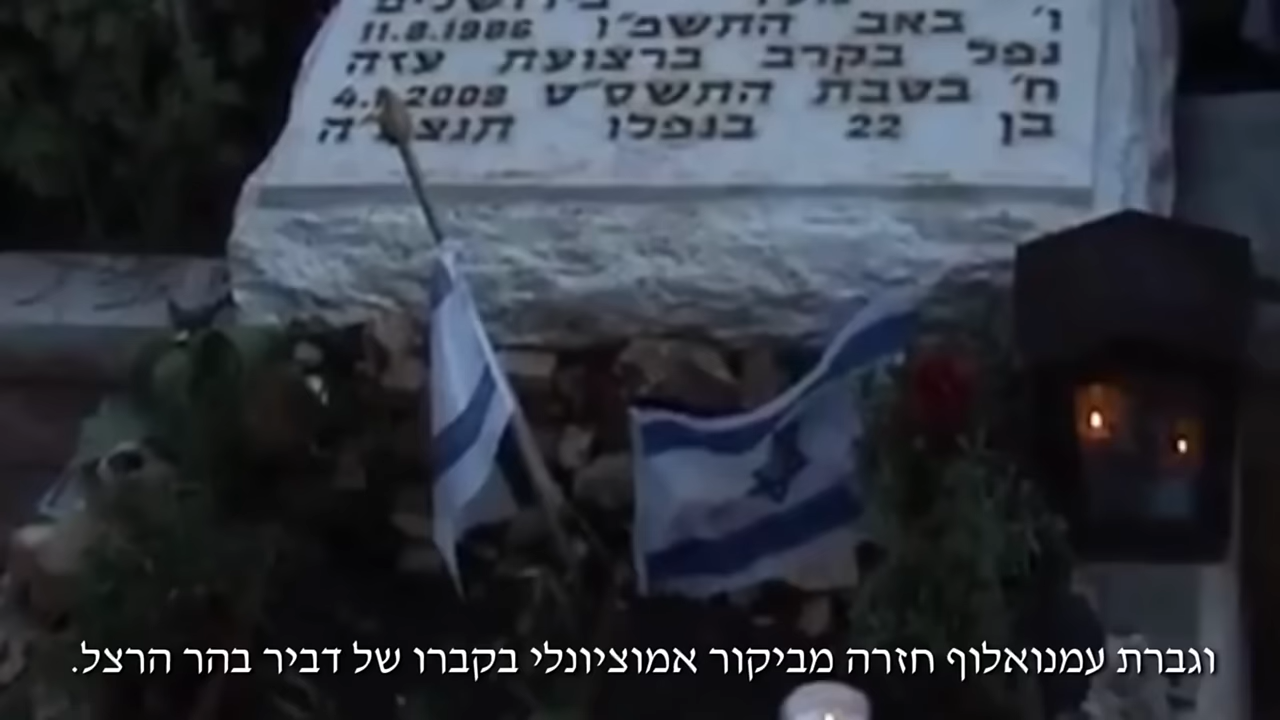 בירושלים
ו׳ באב התשמ״ו 11.8.1986
נפל בקרב ברצועת עזה
ח׳ בטבת התשס״ט 4.1.2009
בן 22 בנפלו תנצב״ה
וגברת עמנואלוף חזרה מביקור אמוציונלי בקברו של דביר בהר הרצל.